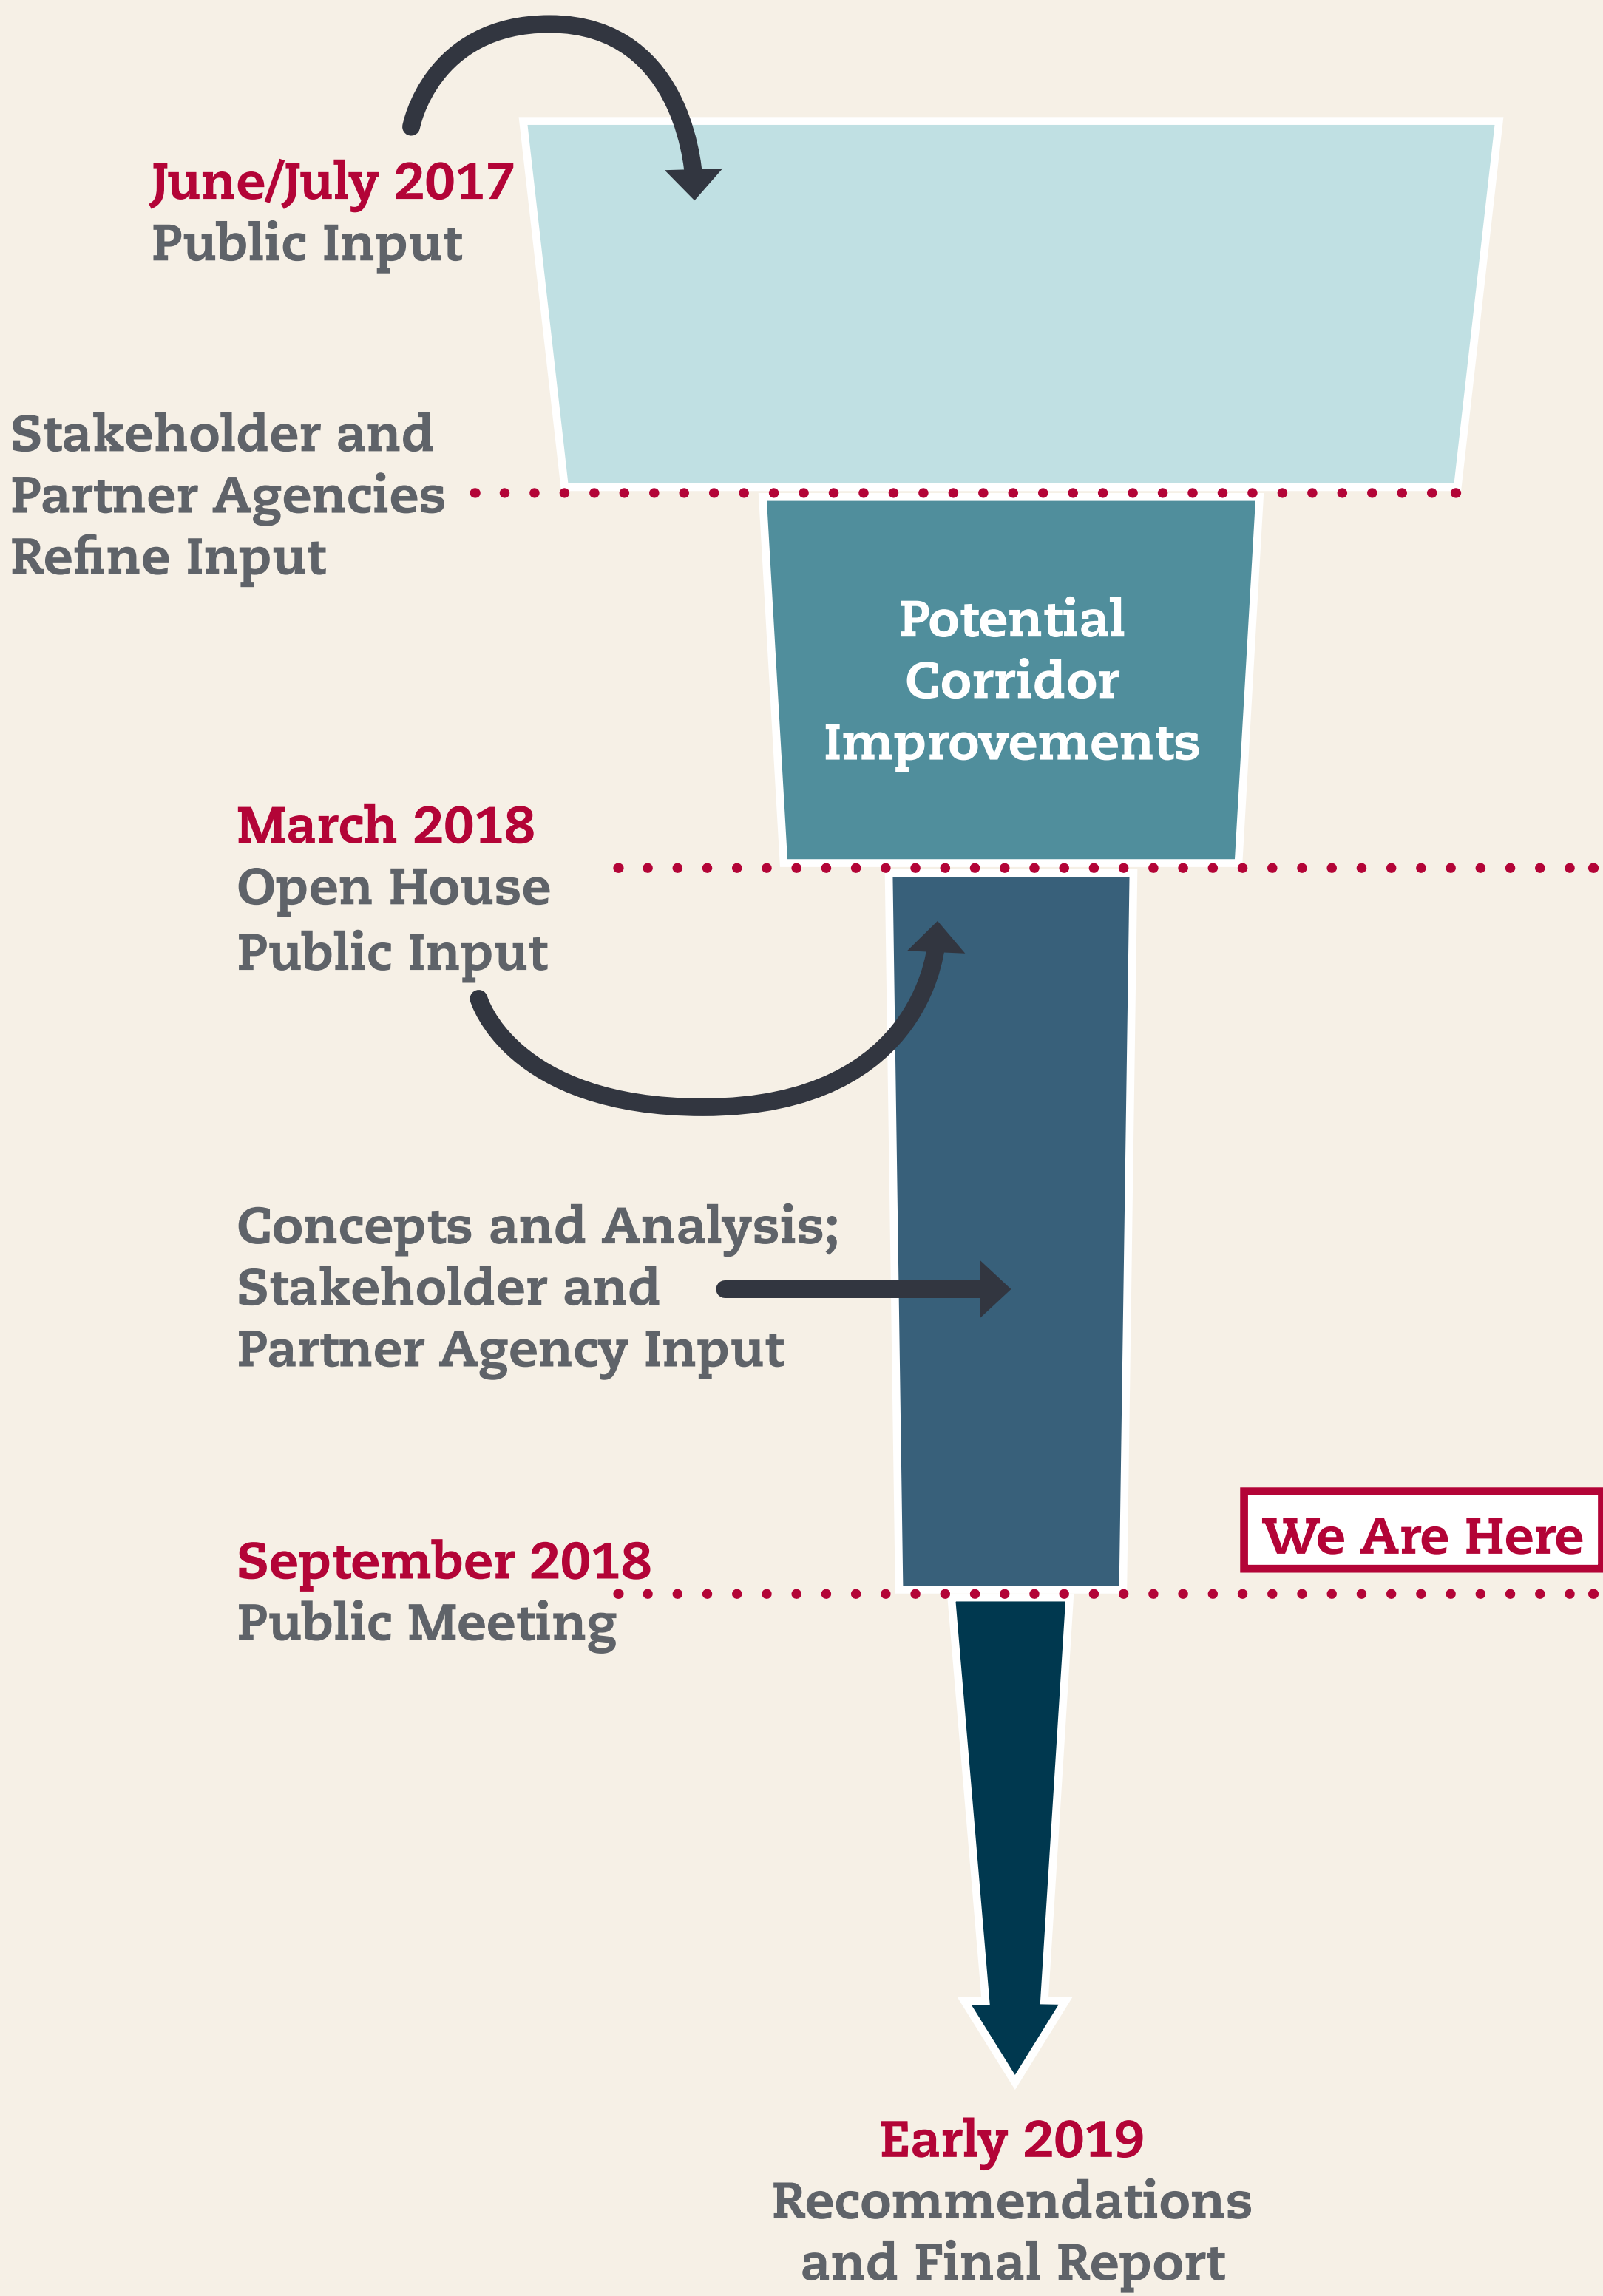 June/July 2017
Public Input
Stakeholder and
Partner Agencies
Refine Input
Potential
Corridor
Improvements
March 2018
Open House
Public Input
Concepts and Analysis;
Stakeholder and
Partner Agency Input
We Are Here
September 2018
Public Meeting
Early 2019
Recommendations
and Final Report